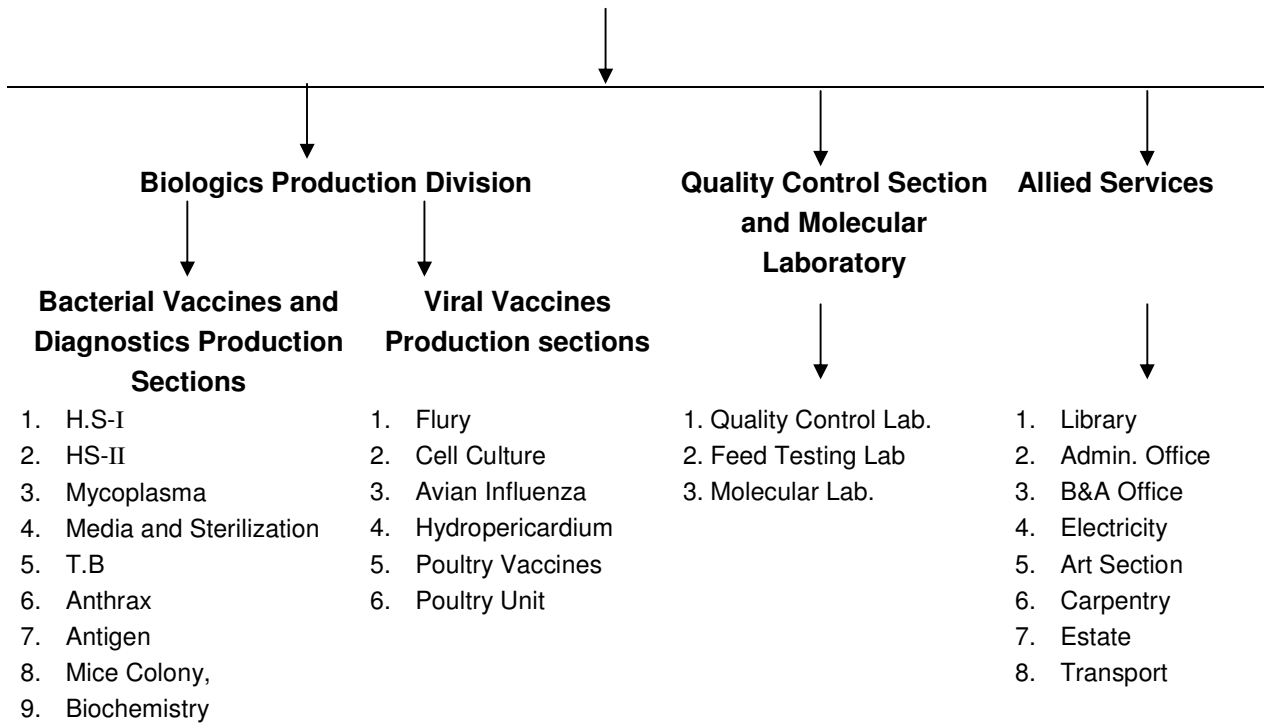 Biologics Production Division
Bacterial Vaccines and
Diagnostics Production
Sections
1. H.S-I
2. HS-II
3. Mycoplasma
4. Media and Sterilization
5. T.B
6. Anthrax
7. Antigen
8. Mice Colony,
9. Biochemistry
Viral Vaccines
Production sections
1. Flury
2. Cell Culture
3. Avian Influenza
4. Hydropericardium
5. Poultry Vaccines
6. Poultry Unit
Quality Control Section
and Molecular
Laboratory
1. Quality Control Lab.
2. Feed Testing Lab
3. Molecular Lab.
Allied Services
1. Library
2. Admin. Office
3. B&A Office
4. Electricity
5. Art Section
6. Carpentry
7. Estate
8. Transport